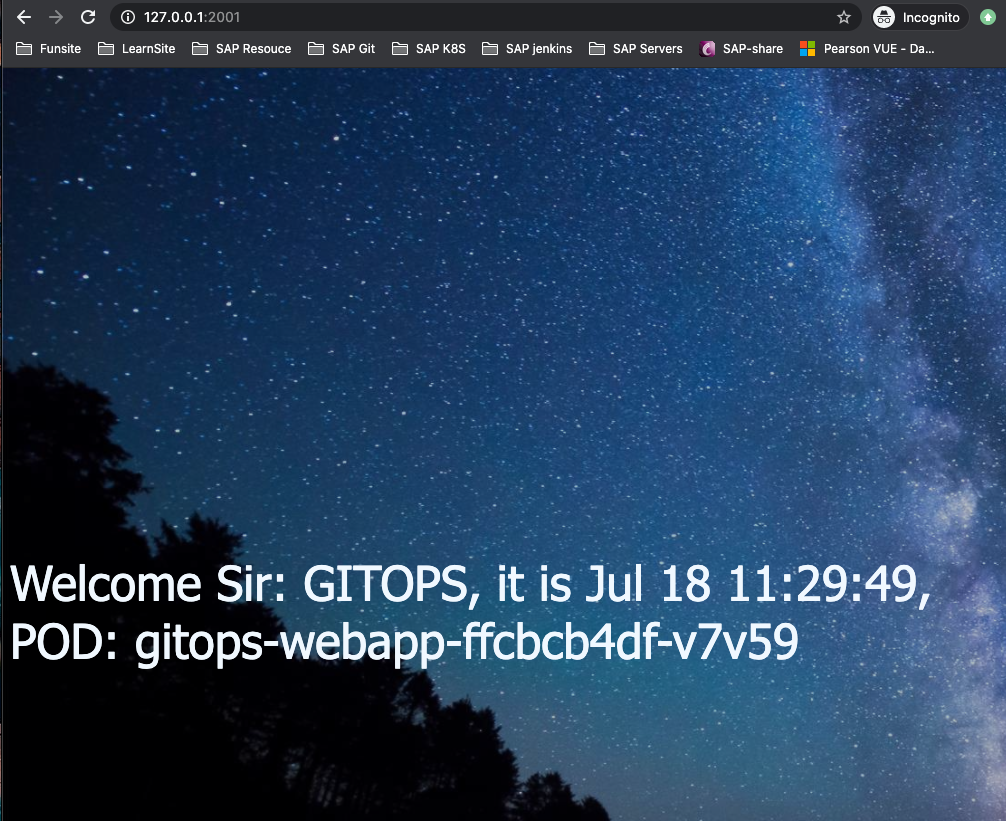 127.0.0.1:2001
Incognito
Funsite
LearnSite
SAP Resouce
SAP Git
SAP K8S
SAP jenkins
SAP Servers
SAP-share
Pearson VUE - Da...
Welcome Sir: GITOPS, it is Jul 18 11:29:49,
POD: gitops-webapp-ffcbcb4df-v7v59